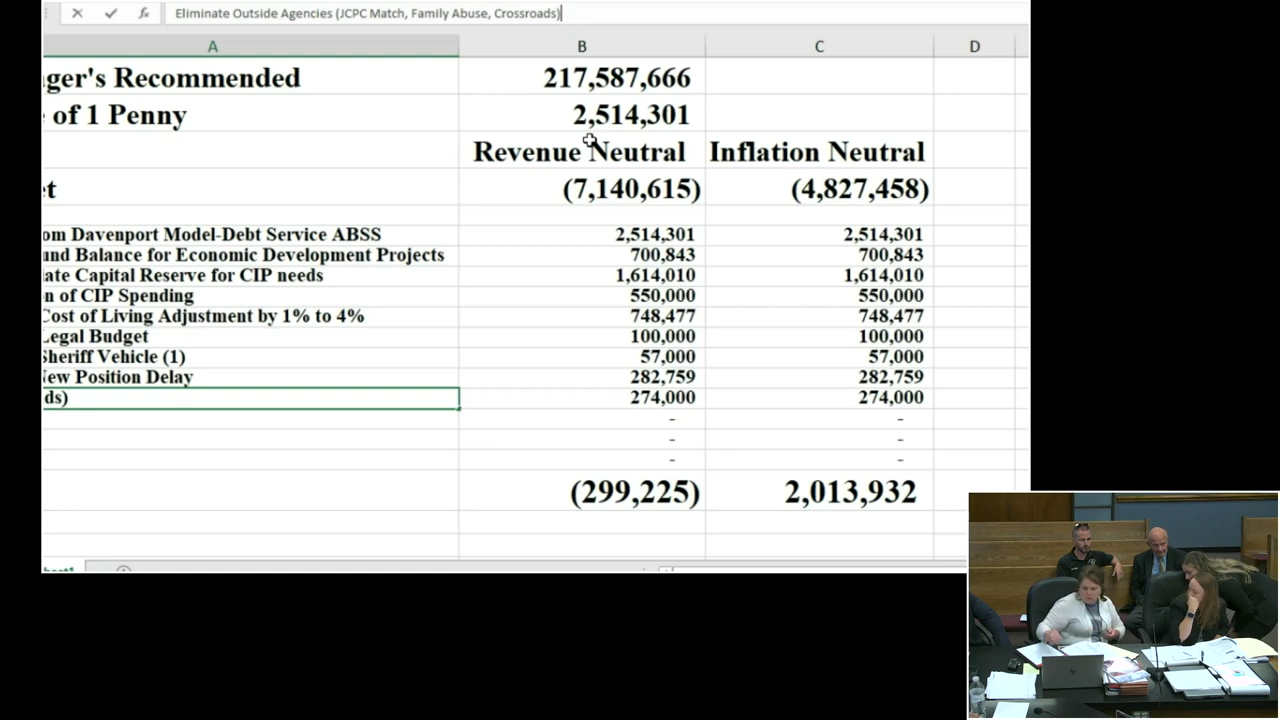 fx Eliminate Outside Agencies (JCPC Match, Family Abuse, Crossroads)
A B C D
ger's Recommended 217,587,666
of 1 Penny 2,514,301
Revenue Neutral Inflation Neutral
et (7,140,615) (4,827,458)
om Davenport Model-Debt Service ABSS 2,514,301 2,514,301
und Balance for Economic Development Projects 700,843 700,843
ate Capital Reserve for CIP needs 1,614,010 1,614,010
n of CIP Spending 550,000 550,000
Cost of Living Adjustment by 1% to 4% 748,477 748,477
Legal Budget 100,000 100,000
Sheriff Vehicle (1) 57,000 57,000
New Position Delay 282,759 282,759
ds) 274,000 274,000
- -
- -
- -
(299,225) 2,013,932